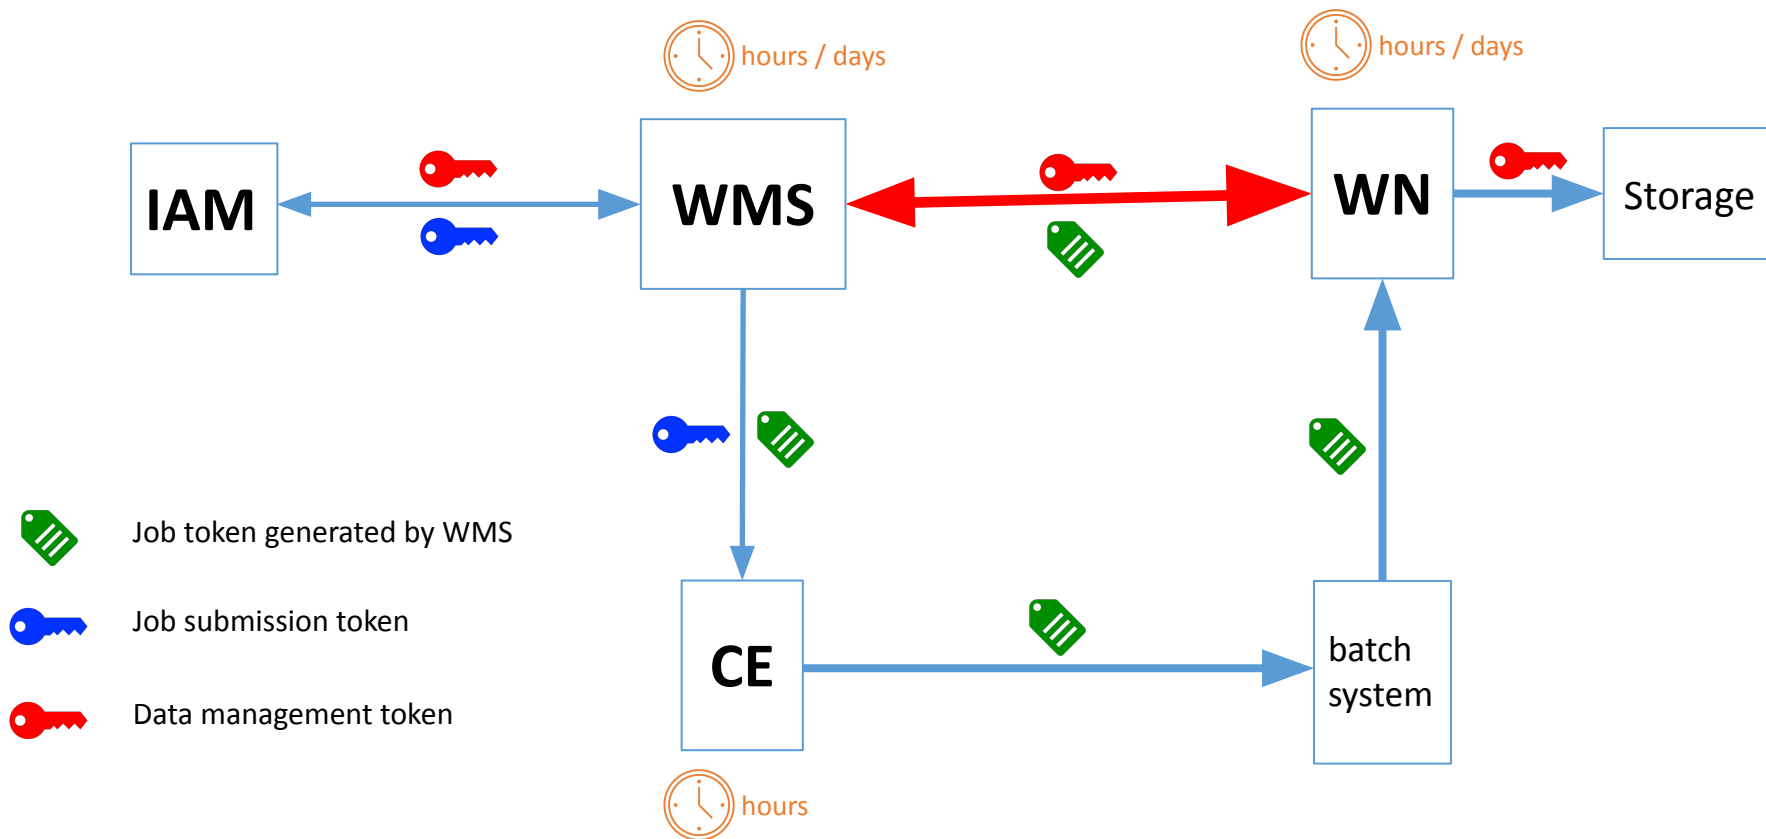 hours / days
hours / days
IAM
WMS
WN
Storage
Job token generated by WMS
Job submission token
Data management token
CE
batch
system
hours